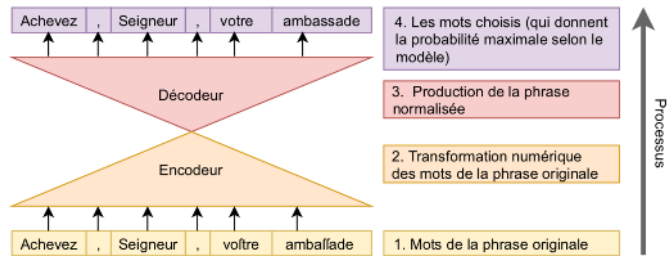 Achevez , Seigneur , votre ambassade
4. Les mots choisis (qui donnent
la probabilité maximale selon le
modèle)
Décodeur
3. Production de la phrase
normalisée
Encodeur
2. Transformation numérique
des mots de la phrase originale
Achevez , Seigneur , voſtre ambaſſade
1. Mots de la phrase originale
Processus